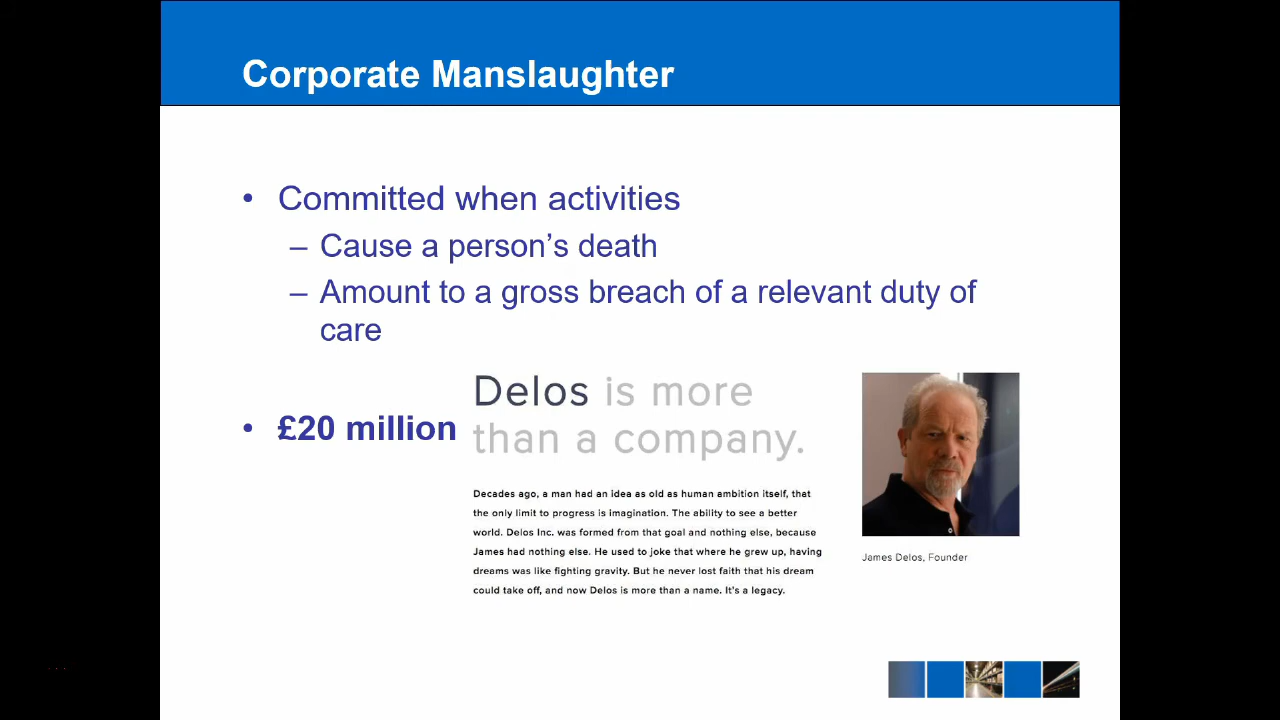 Corporate Manslaughter
• Committed when activities
– Cause a person’s death
– Amount to a gross breach of a relevant duty of
care
• £20 million
Delos is more
than a company.
Decades ago, a man had an idea as old as human ambition itself, that
the only limit to progress is imagination. The ability to see a better
world. Delos Inc. was formed from that goal and nothing else, because
James had nothing else. He used to joke that where he grew up, having
dreams was like fighting gravity. But he never lost faith that his dream
could take off, and now Delos is more than a name. It's a legacy.
James Delos, Founder